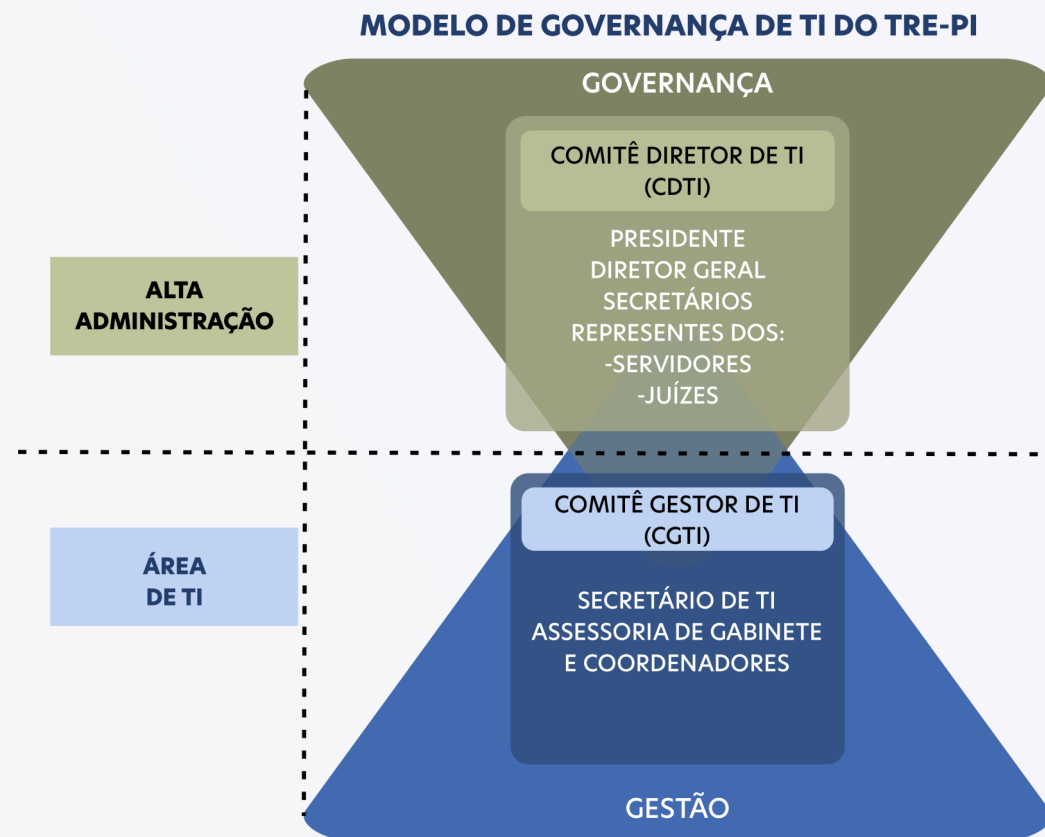 MODELO DE GOVERNANÇA DE TI DO TRE-PI
GOVERNANÇA
COMITÊ DIRETOR DE TI
(CDTI)
PRESIDENTE
DIRETOR GERAL
SECRETÁRIOS
REPRESENTES DOS:
-SERVIDORES
-JUÍZES
ALTA
ADMINISTRAÇÃO
COMITÊ GESTOR DE TI
(CGTI)
SECRETÁRIO DE TI
ASSESSORIA DE GABINETE
E COORDENADORES
ÁREA
DE TI
GESTÃO